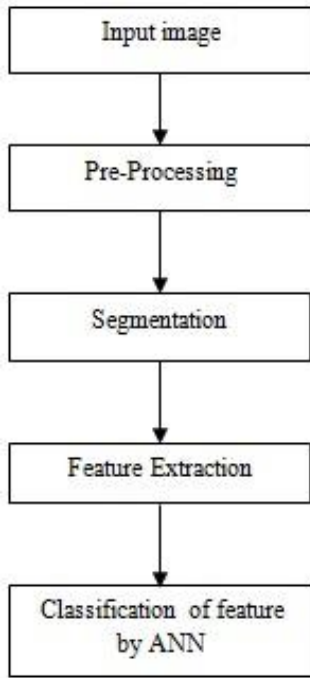 Input image
Pre-Processing
Segmentation
Feature Extraction
Classification of feature
by ANN